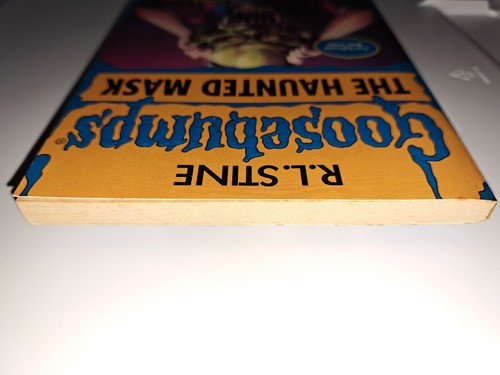 R.L.STINE
Goosebumps®
THE HAUNTED MASK